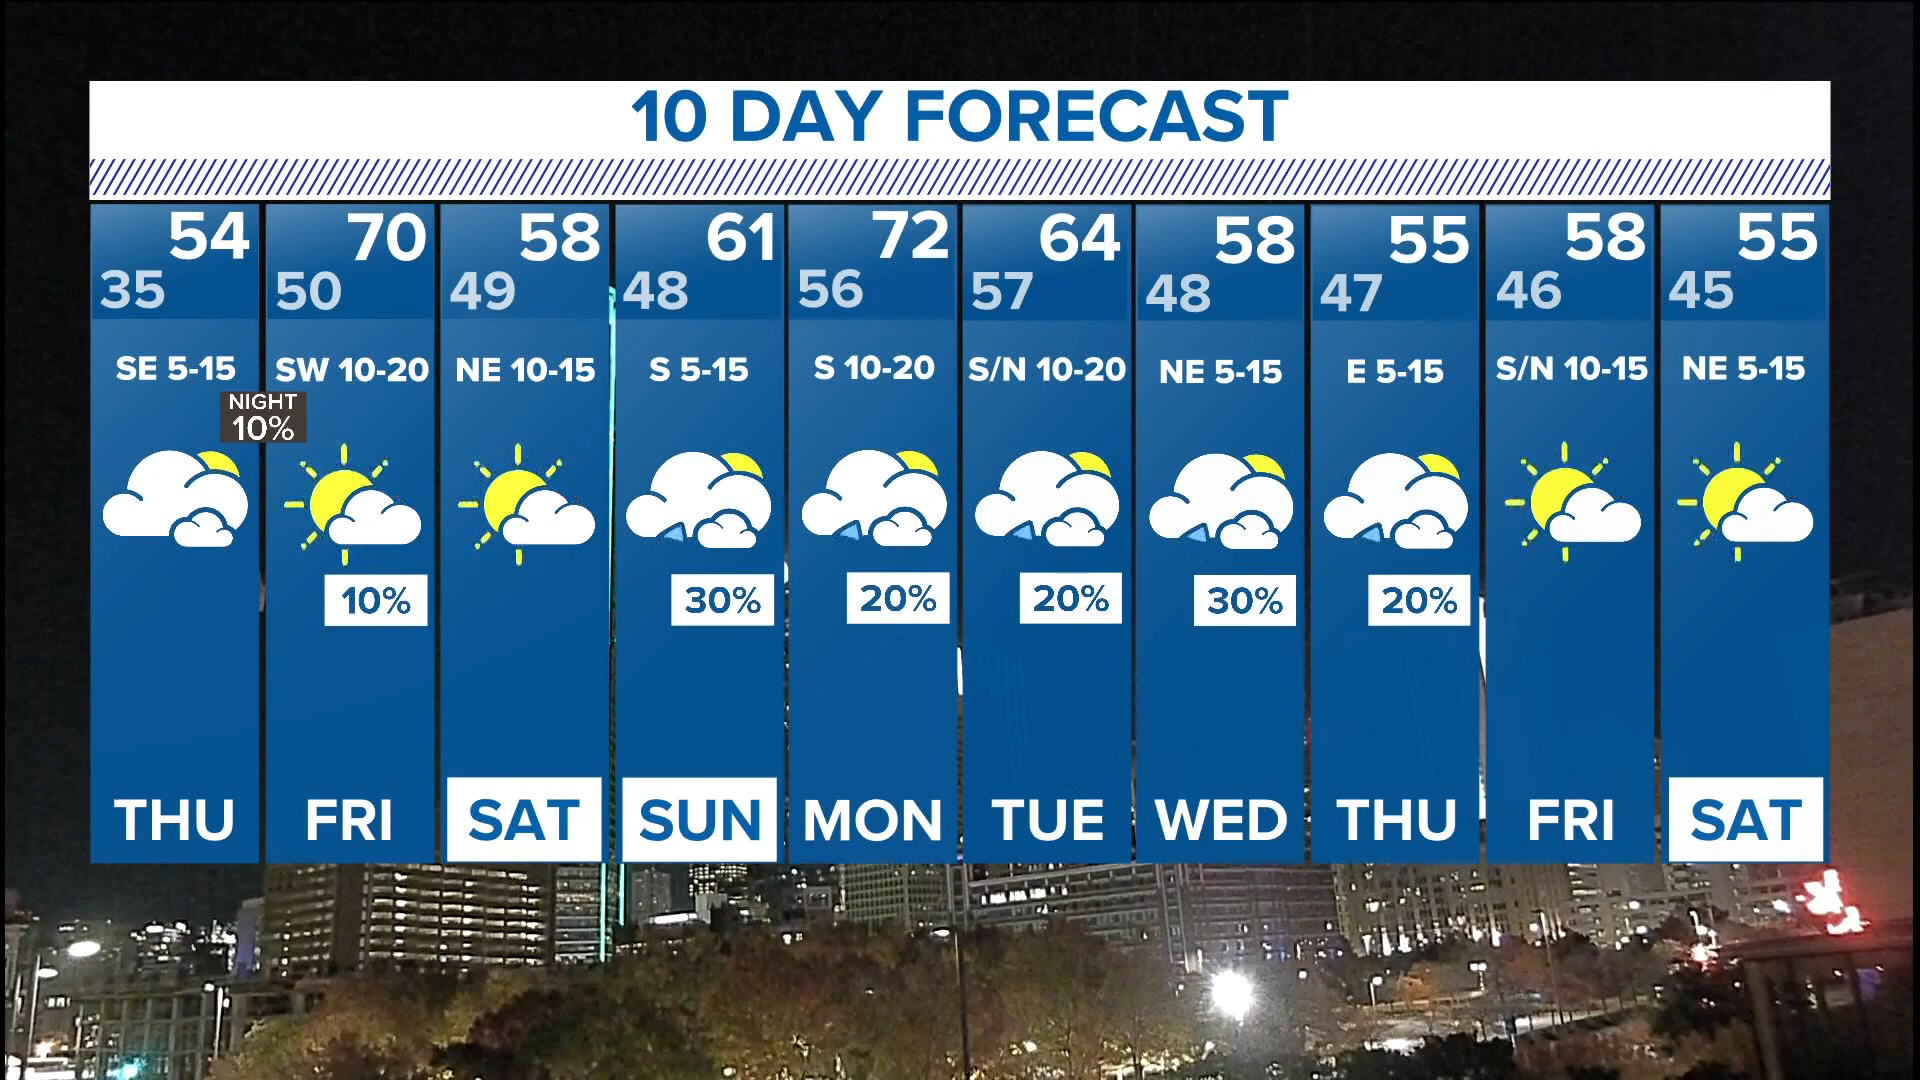 10 DAY FORECAST
54 70 58 61 72 64 58 55 58 55
35 50 49 48 56 57 48 47 46 45
SE 5-15 SW 10-20 NE 10-15 S 5-15 S 10-20 S/N 10-20 NE 5-15 E 5-15 S/N 10-15 NE 5-15
NIGHT
10%
10% 30% 20% 20% 30% 20%
THU FRI SAT SUN MON TUE WED THU FRI SAT